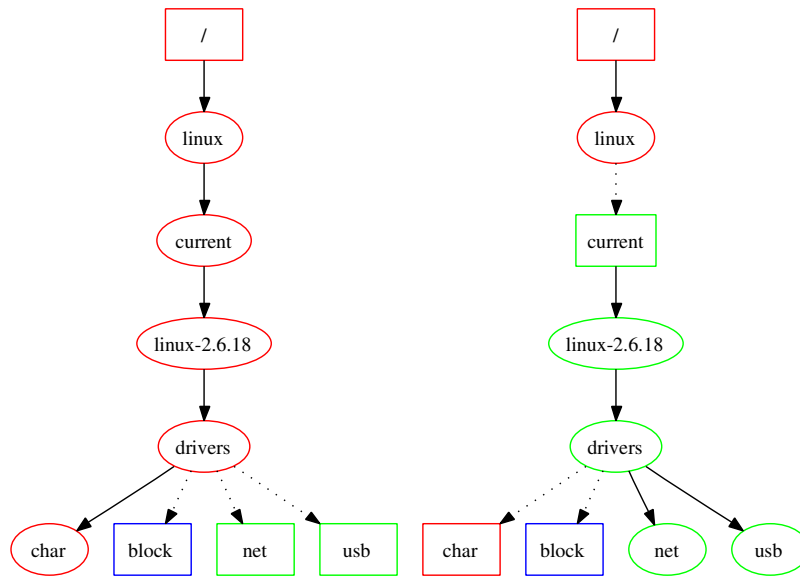 /
/
linux
linux
current
current
linux-2.6.18
linux-2.6.18
drivers
drivers
char
block
net
usb
char
block
net
usb